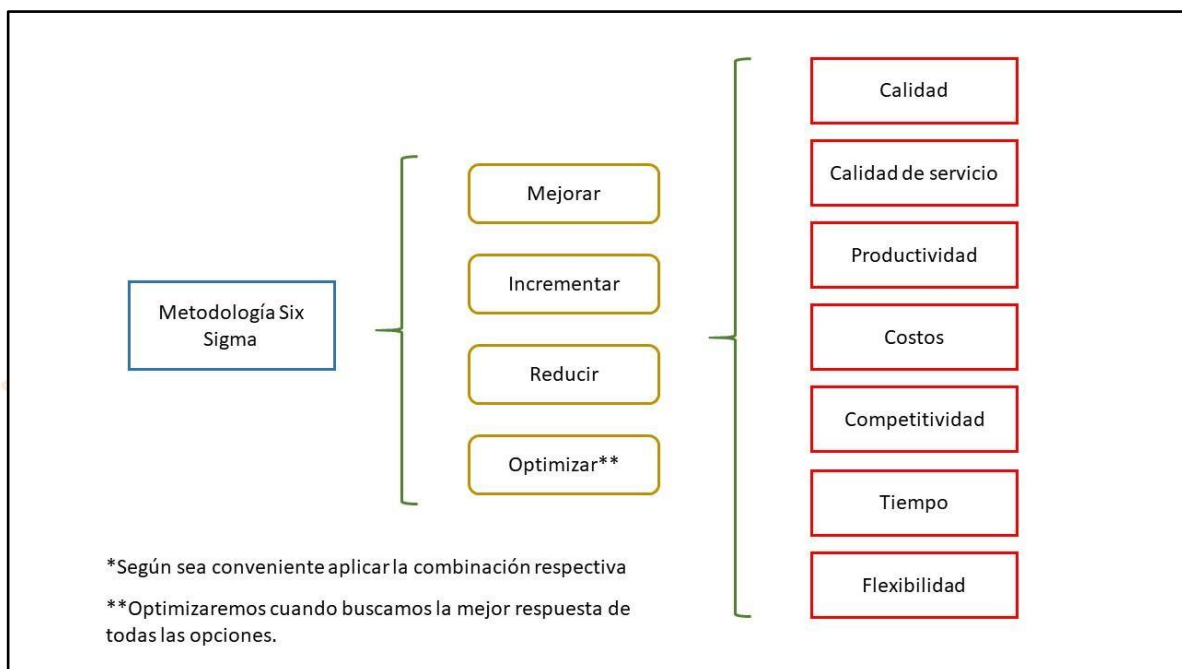 Metodología Six
Sigma
Mejorar
Incrementar
Reducir
Optimizar**
Calidad
Calidad de servicio
Productividad
Costos
Competitividad
Tiempo
Flexibilidad
*Según sea conveniente aplicar la combinación respectiva
**Optimizaremos cuando buscamos la mejor respuesta de
todas las opciones.